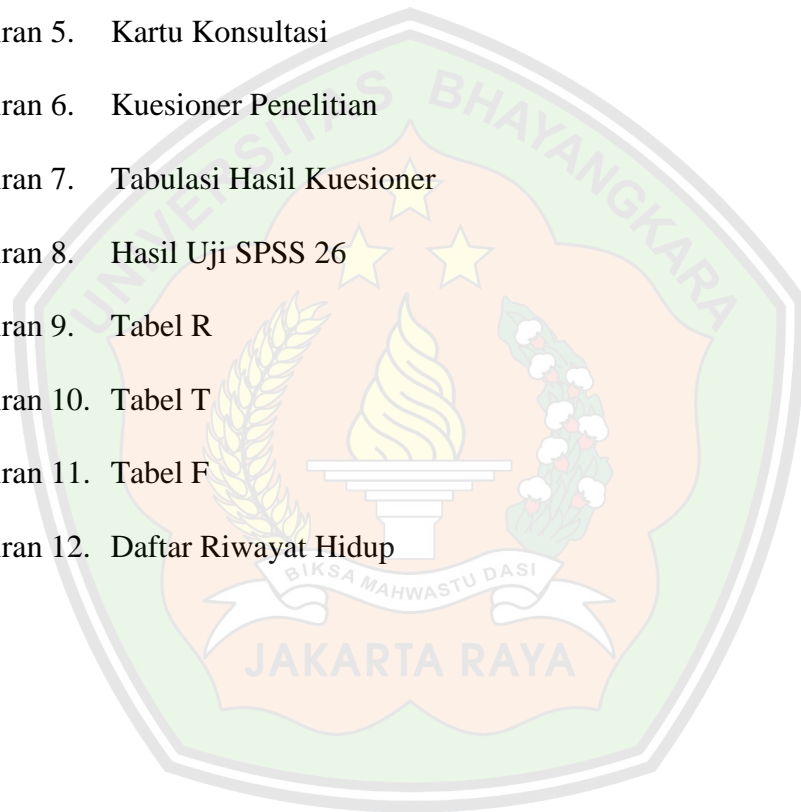 ran 5. Kartu Konsultasi
ran 6. Kuesioner Penelitian
ran 7. Tabulasi Hasil Kuesioner
ran 8. Hasil Uji SPSS 26
ran 9. Tabel R
ran 10. Tabel T
ran 11. Tabel F
ran 12. Daftar Riwayat Hidup
UNIVERSITAS BHAYANGKARA
BIKSA MAHWASTU DASI
JAKARTA RAYA